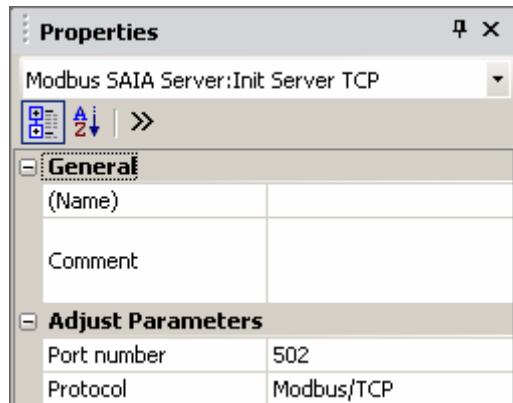 Properties
Modbus SAIA Server:Init Server TCP
General
(Name)
Comment
Adjust Parameters
Port number 502
Protocol Modbus/TCP